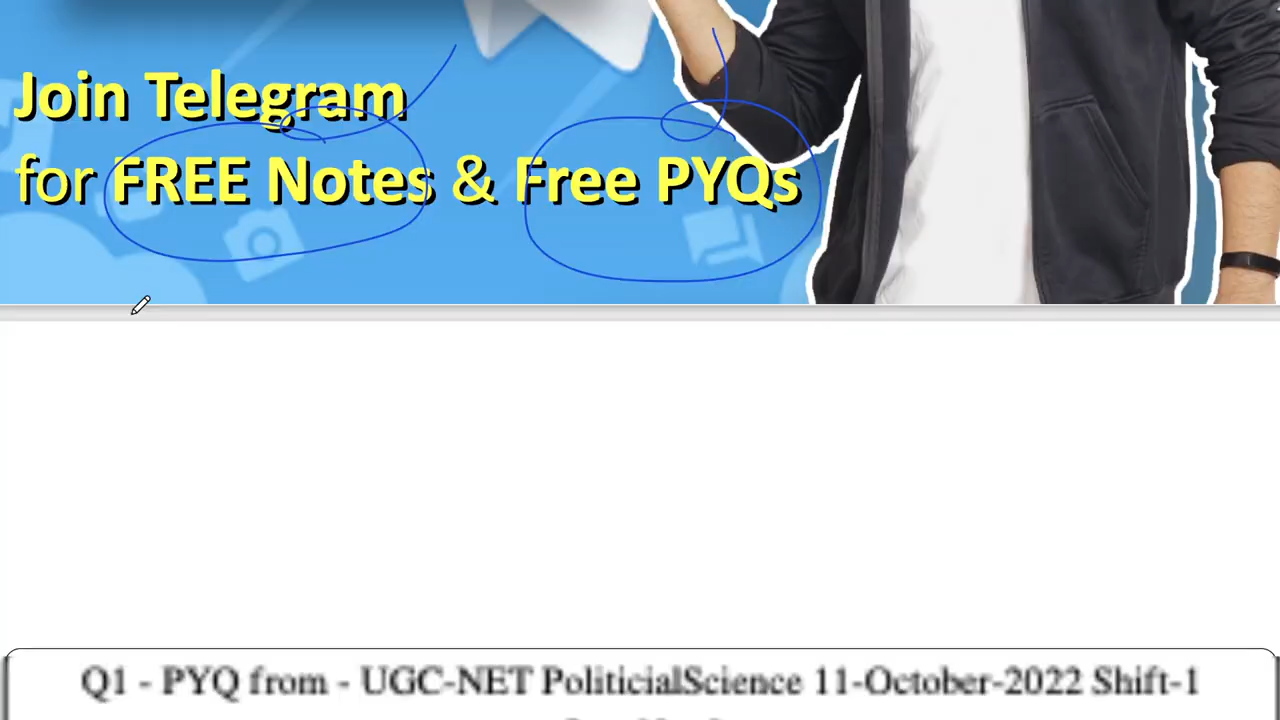 Join Telegram
for FREE Notes & Free PYQs
Q1 - PYQ from - UGC-NET PoliticialScience 11-October-2022 Shift-1